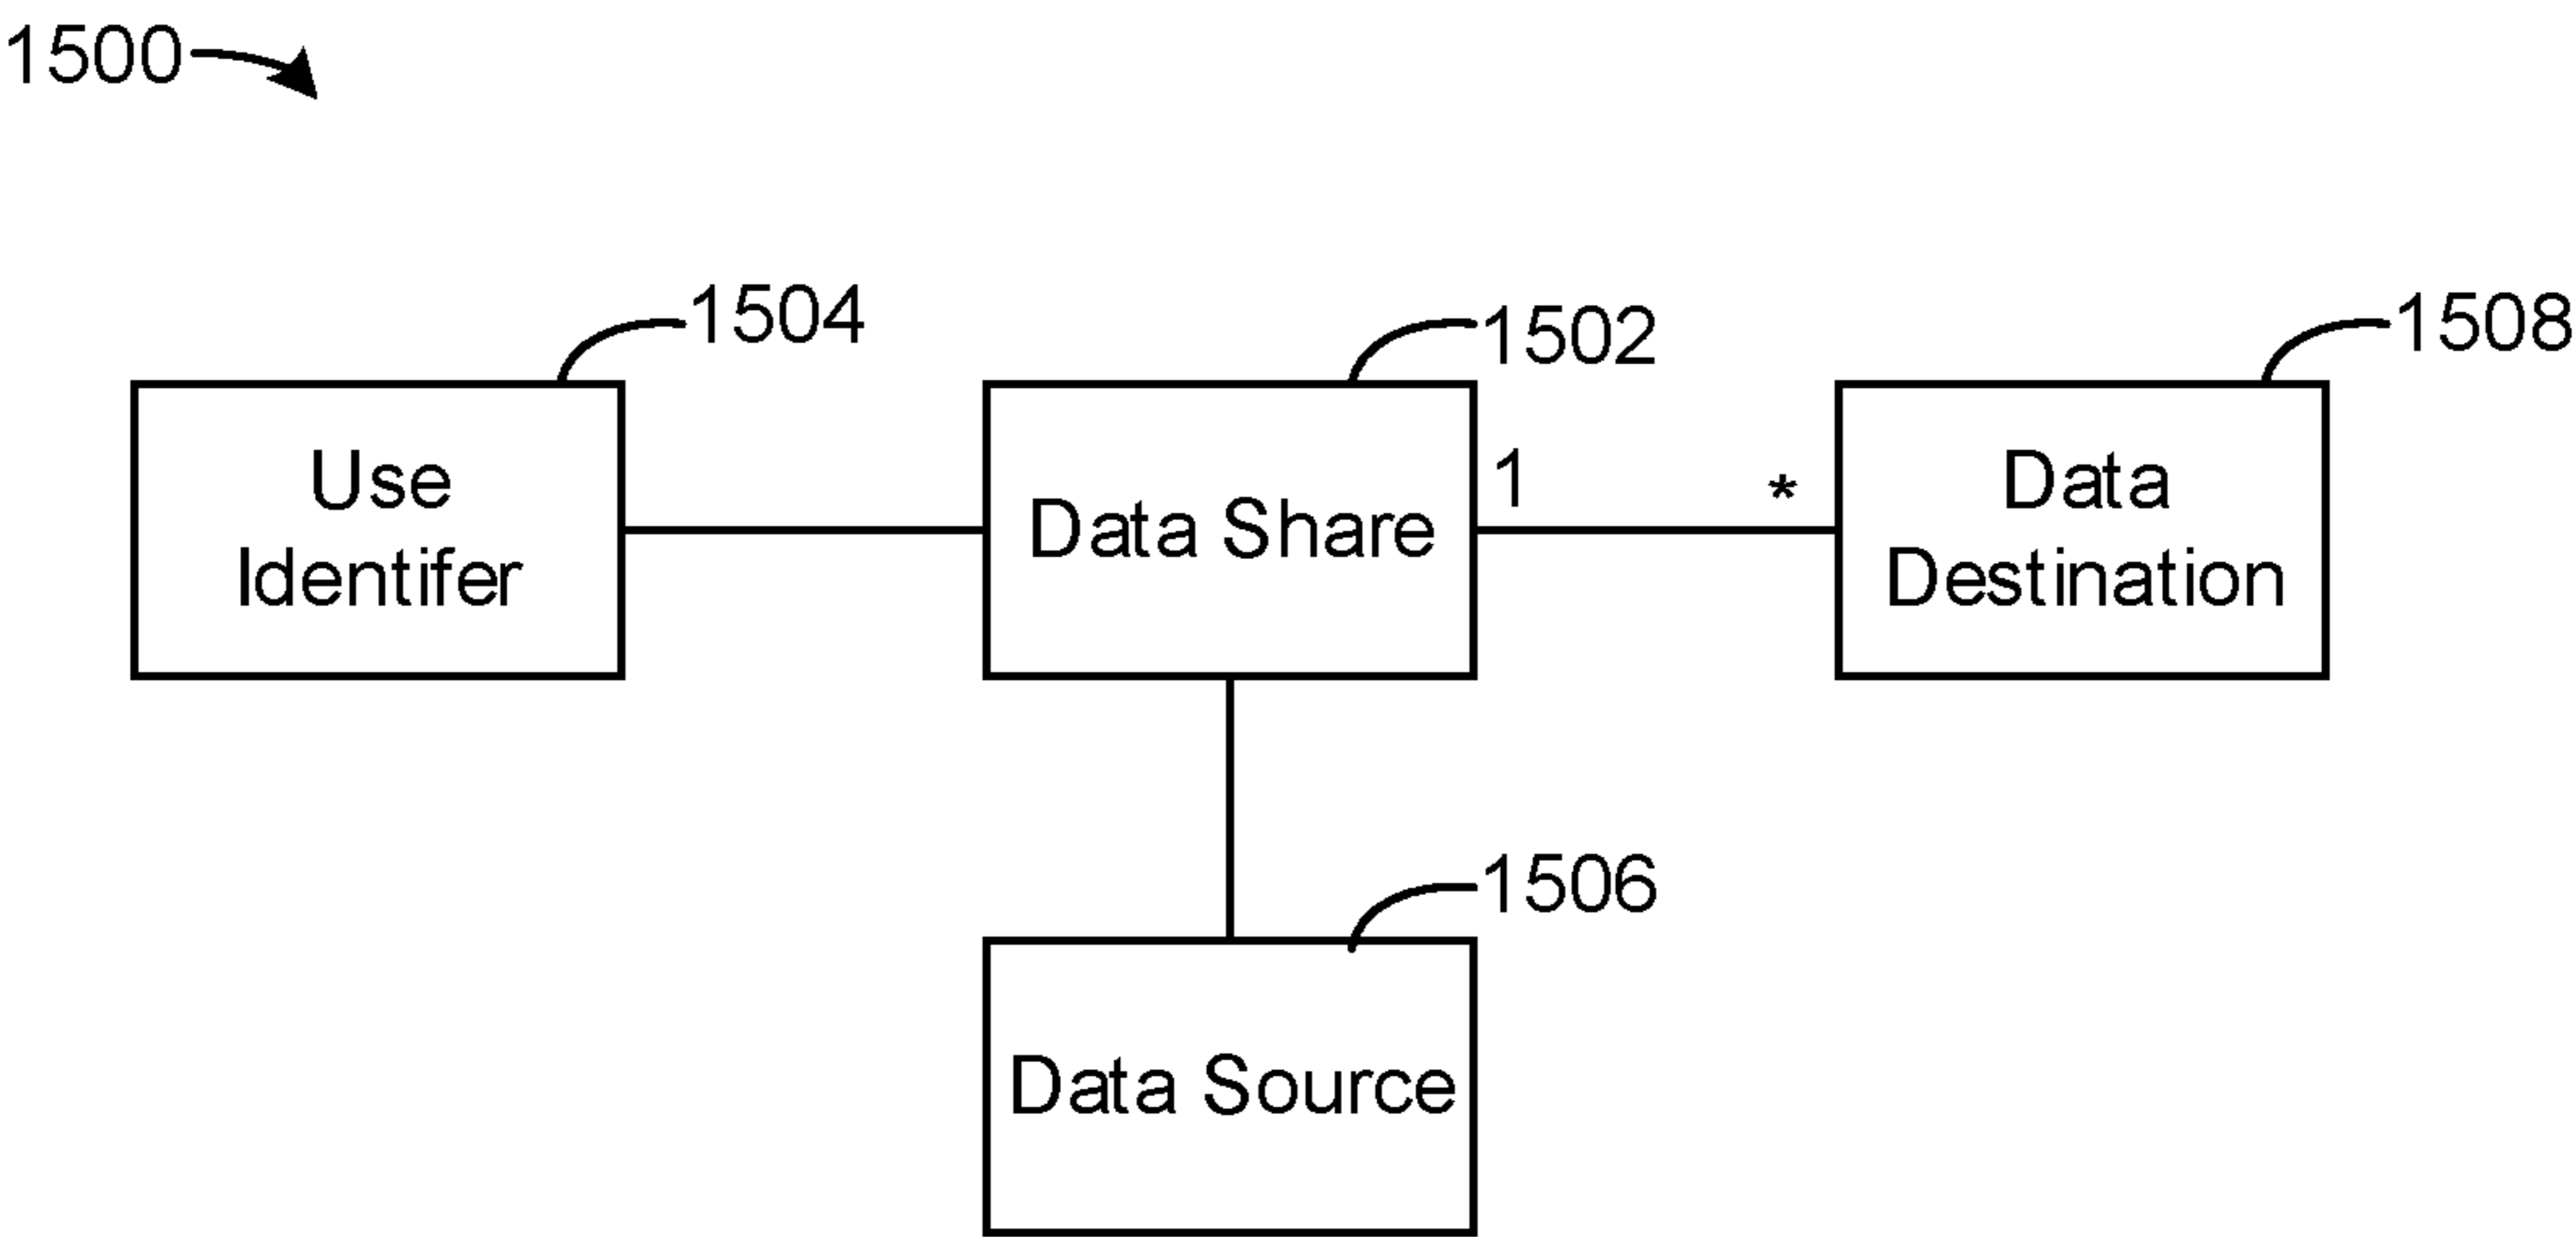 1500
1504
1502
1508
Use
Identifer
Data Share
1
*
Data
Destination
1506
Data Source